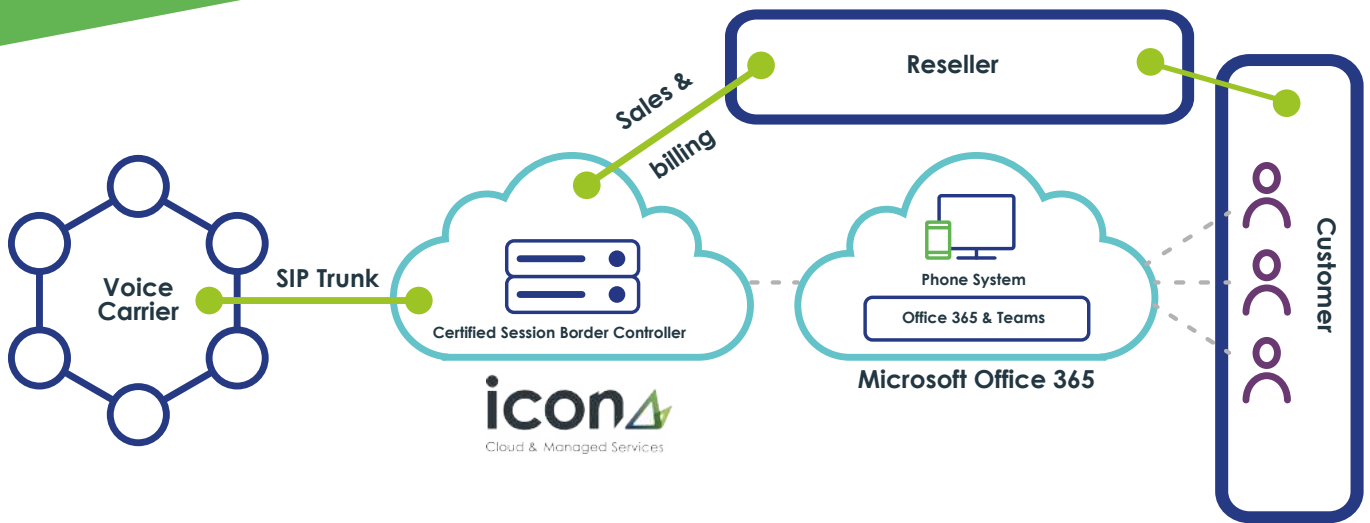 Reseller
Sales &
billing
Voice
Carrier
SIP Trunk
Certified Session Border Controller
icon
Cloud & Managed Services
Phone System
Office 365 & Teams
Microsoft Office 365
Customer